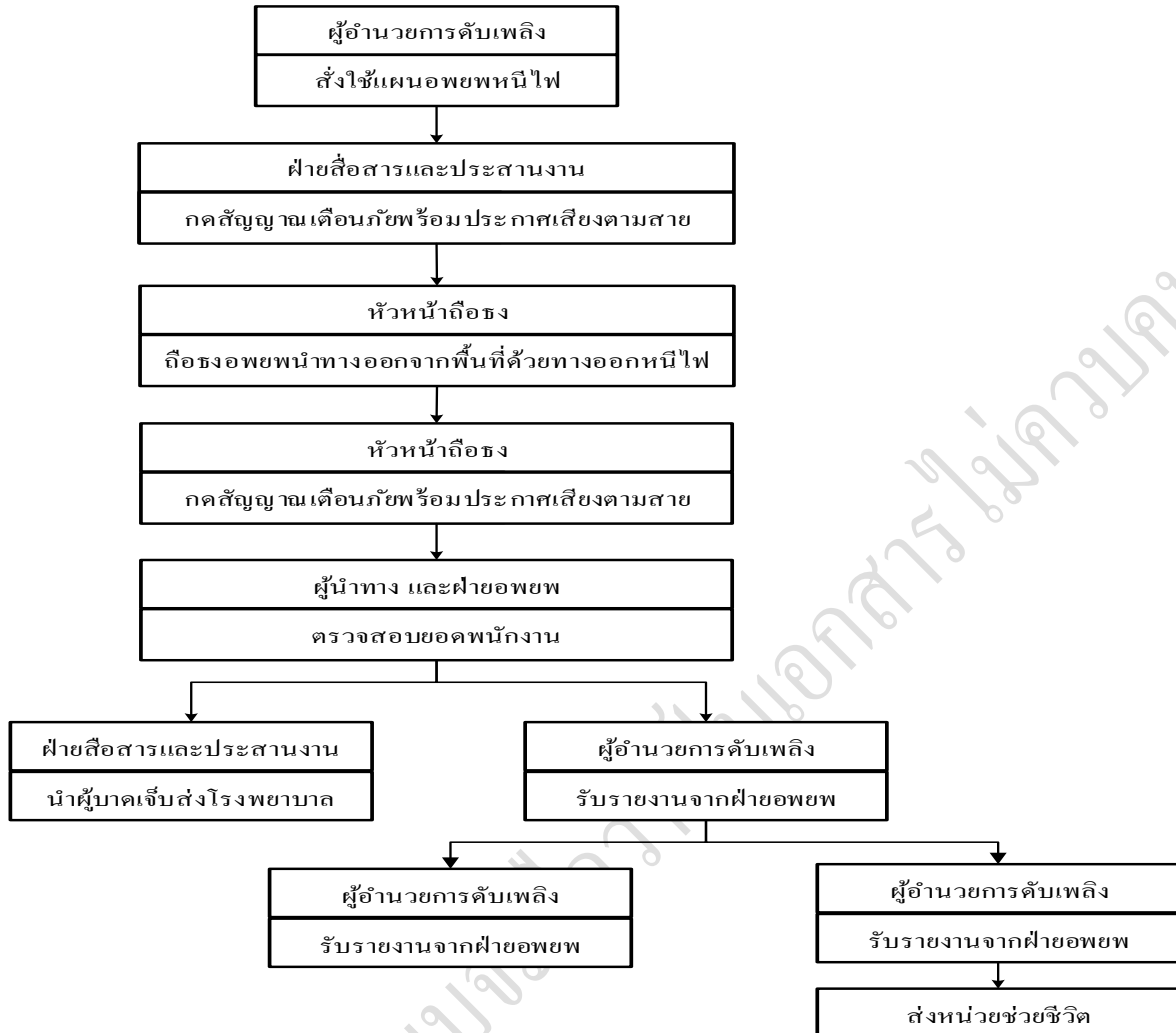 ผู้อำนวยการดับเพลิง
สั่งใช้แผนอพยพหนีไฟ
ฝ่ายสื่อสารและประสานงาน
กดสัญญาณเตือนภัยพร้อมประกาศเสียงตามสาย
หัวหน้าถือธง
ถือธงอพยพนำทางออกจากพื้นที่ด้วยทางออกหนีไฟ
หัวหน้าถือธง
กดสัญญาณเตือนภัยพร้อมประกาศเสียงตามสาย
ผู้นำทาง และฝ่ายอพยพ
ตรวจสอบยอดพนักงาน
ฝ่ายสือสารและประสานงาน
นำผู้บาดเจ็บส่งโรงพยาบาล
ผู้อำนวยการดับเพลิง
รับรายงานจากฝ่ายอพยพ
ผู้อำนวยการดับเพลิง
รับรายงานจากฝ่ายอพยพ
ผู้อำนวยการดับเพลิง
รับรายงานจากฝ่ายอพยพ
ส่งหน่วยช่วยชีวิต